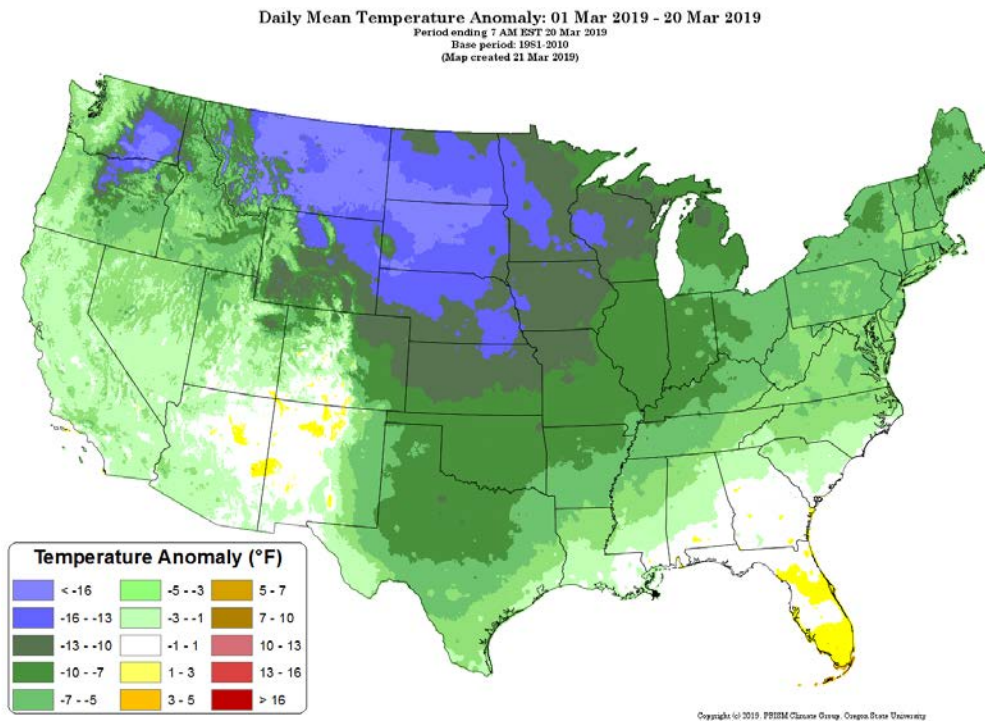 Daily Mean Temperature Anomaly: 01 Mar 2019 - 20 Mar 2019
Period ending 7 AM EST 20 Mar 2019
Base period: 1981-2010
(Map created 21 Mar 2019)
Temperature Anomaly (°F)
< -16
-16 - -13
-13 - -10
-10 - -7
-7 - -5
-5 - -3
-3 - -1
-1 - 1
1 - 3
3 - 5
5 - 7
7 - 10
10 - 13
13 - 16
> 16
Copyright (c) 2019, PRISM Climate Group, Oregon State University